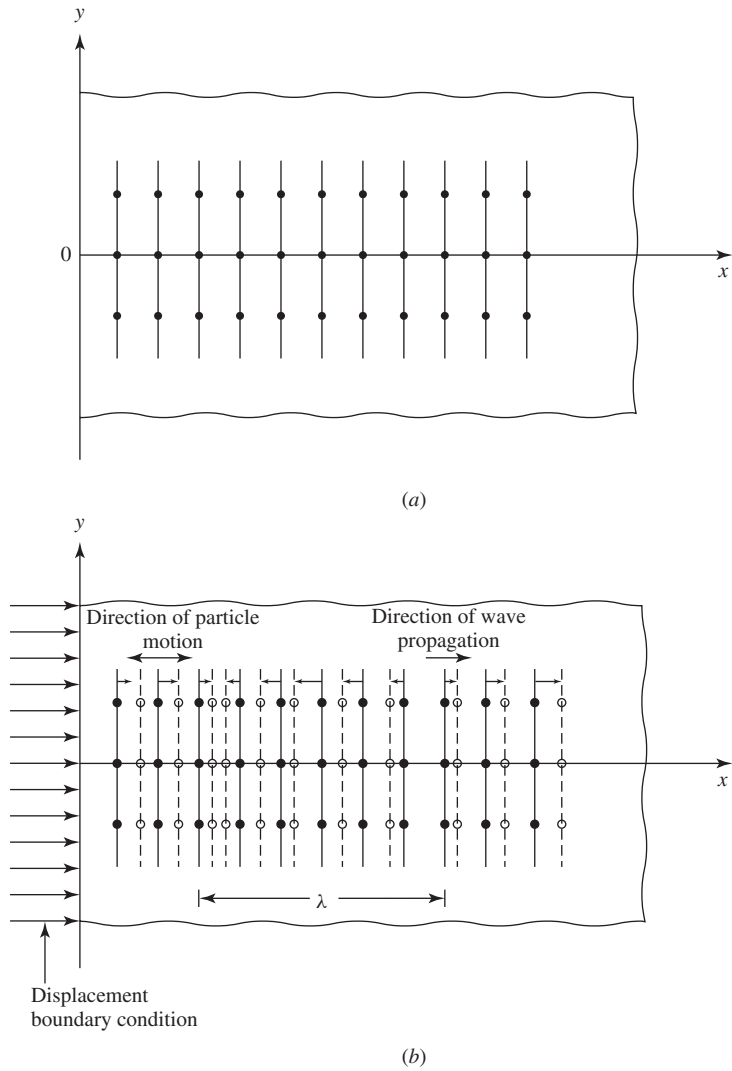 y
0
x
(a)
y
Direction of particle
motion
Direction of wave
propagation
x
λ
Displacement
boundary condition
(b)